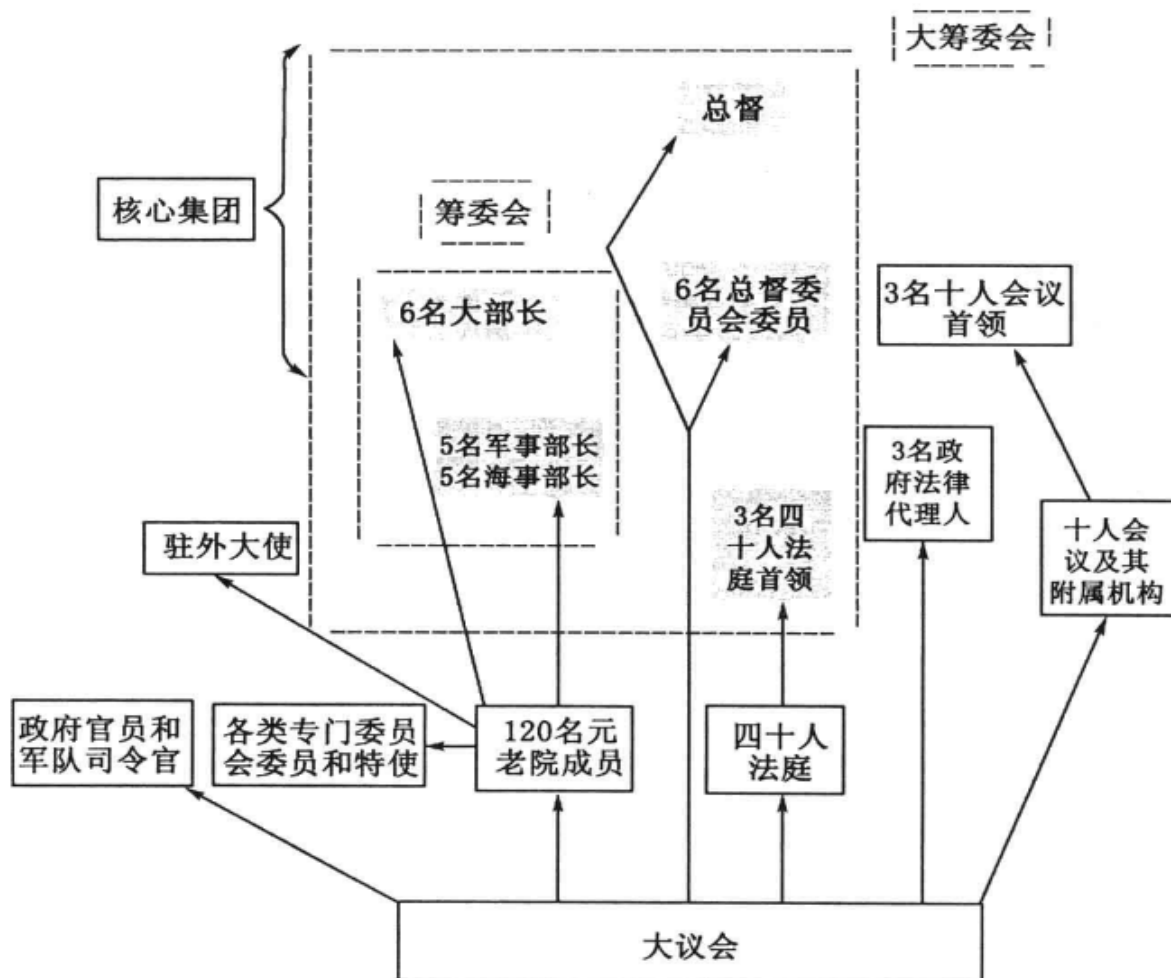 大筹委会
总督
核心集团
筹委会
6名大部长
6名总督委
员会委员
3名十人会议
首领
5名军事部长
5名海事部长
3名政
府法律
代理人
3名四
十人法
庭首领
十人会
议及其
附属机构
驻外大使
政府官员和
军队司令官
各类专门委员
会委员和特使
120名元
老院成员
四十人
法庭
大议会